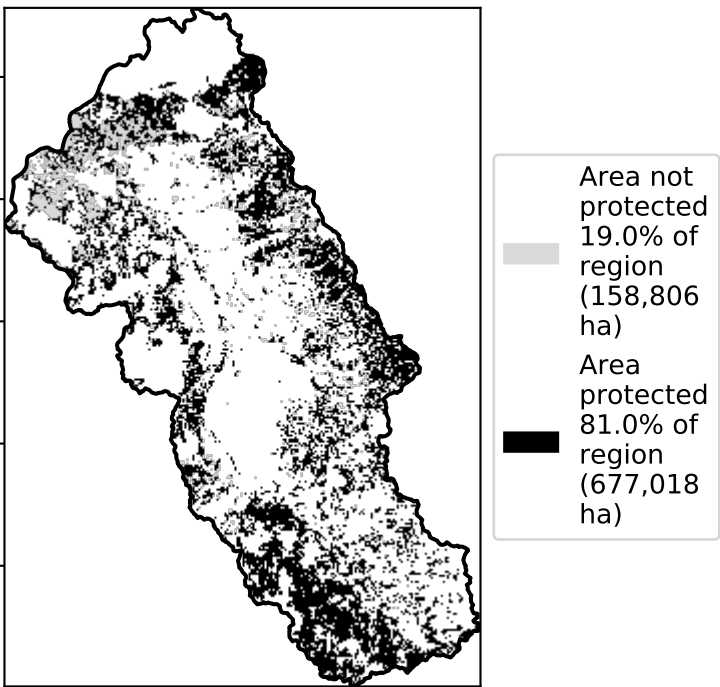 Area not
protected
19.0% of
region
(158,806
ha)
Area
protected
81.0% of
region
(677,018
ha)